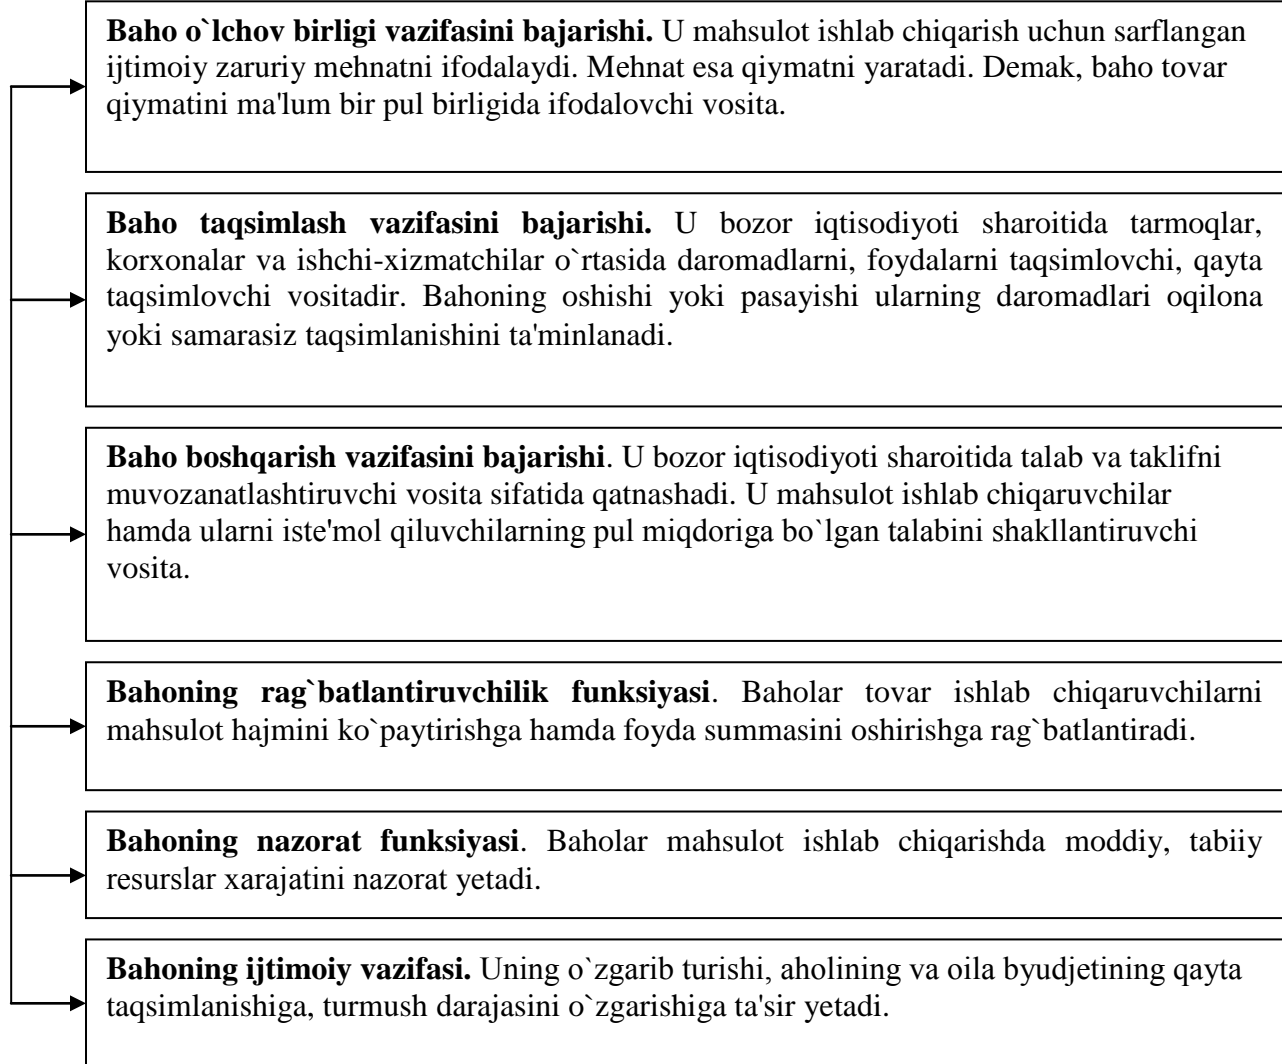 Baho o`lchov birligi vazifasini bajarishi. U mahsulot ishlab chiqarish uchun sarflangan
ijtimoiy zaruriy mehnatni ifodalaydi. Mehnat esa qiymatni yaratadi. Demak, baho tovar
qiymatini ma'lum bir pul birligida ifodalovchi vosita.
Baho taqsimlash vazifasini bajarishi. U bozor iqtisodiyoti sharoitida tarmoqlar,
korxonalar va ishchi-xizmatchilar o`rtasida daromadlarni, foydalarni taqsimlovchi, qayta
taqsimlovchi vositadir. Bahoning oshishi yoki pasayishi ularning daromadlari oqilona
yoki samarasiz taqsimlanishini ta'minlanadi.
Baho boshqarish vazifasini bajarishi. U bozor iqtisodiyoti sharoitida talab va taklifni
muvozanatlashtiruvchi vosita sifatida qatnashadi. U mahsulot ishlab chiqaruvchilar
hamda ularni iste'mol qiluvchilarning pul miqdoriga bo`lgan talabini shakllantiruvchi
vosita.
Bahoning rag`batlantiruvchilik funksiyasi. Baholar tovar ishlab chiqaruvchilarni
mahsulot hajmini ko`paytirishga hamda foyda summasini oshirishga rag`batlantiradi.
Bahoning nazorat funksiyasi. Baholar mahsulot ishlab chiqarishda moddiy, tabiiy
resurslar xarajatini nazorat yetadi.
Bahoning ijtimoiy vazifasi. Uning o`zgarib turishi, aholining va oila byudjetining qayta
taqsimlanishiga, turmush darajasini o`zgarishiga ta'sir yetadi.